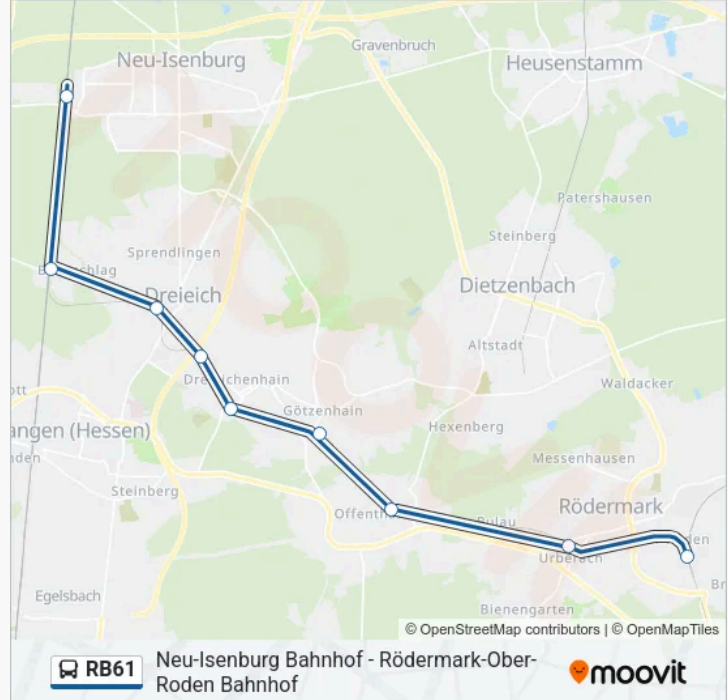 Gravenbruch
Neu-Isenburg
Heusenstamm
Patershausen
Steinberg
Sprendlingen
Dietzenbach
Dreieich
Altstadt
Waldacker
Götzenhain
Hexenberg
angen (Hessen)
Messenhausen
Steinberg
Rödermark
Bulau
Urberach
Egelsbach
Bienengarten
© OpenStreetMap contributors | © OpenMapTiles
RB61
Neu-Isenburg Bahnhof - Rödermark-Ober-
Roden Bahnhof
moovit